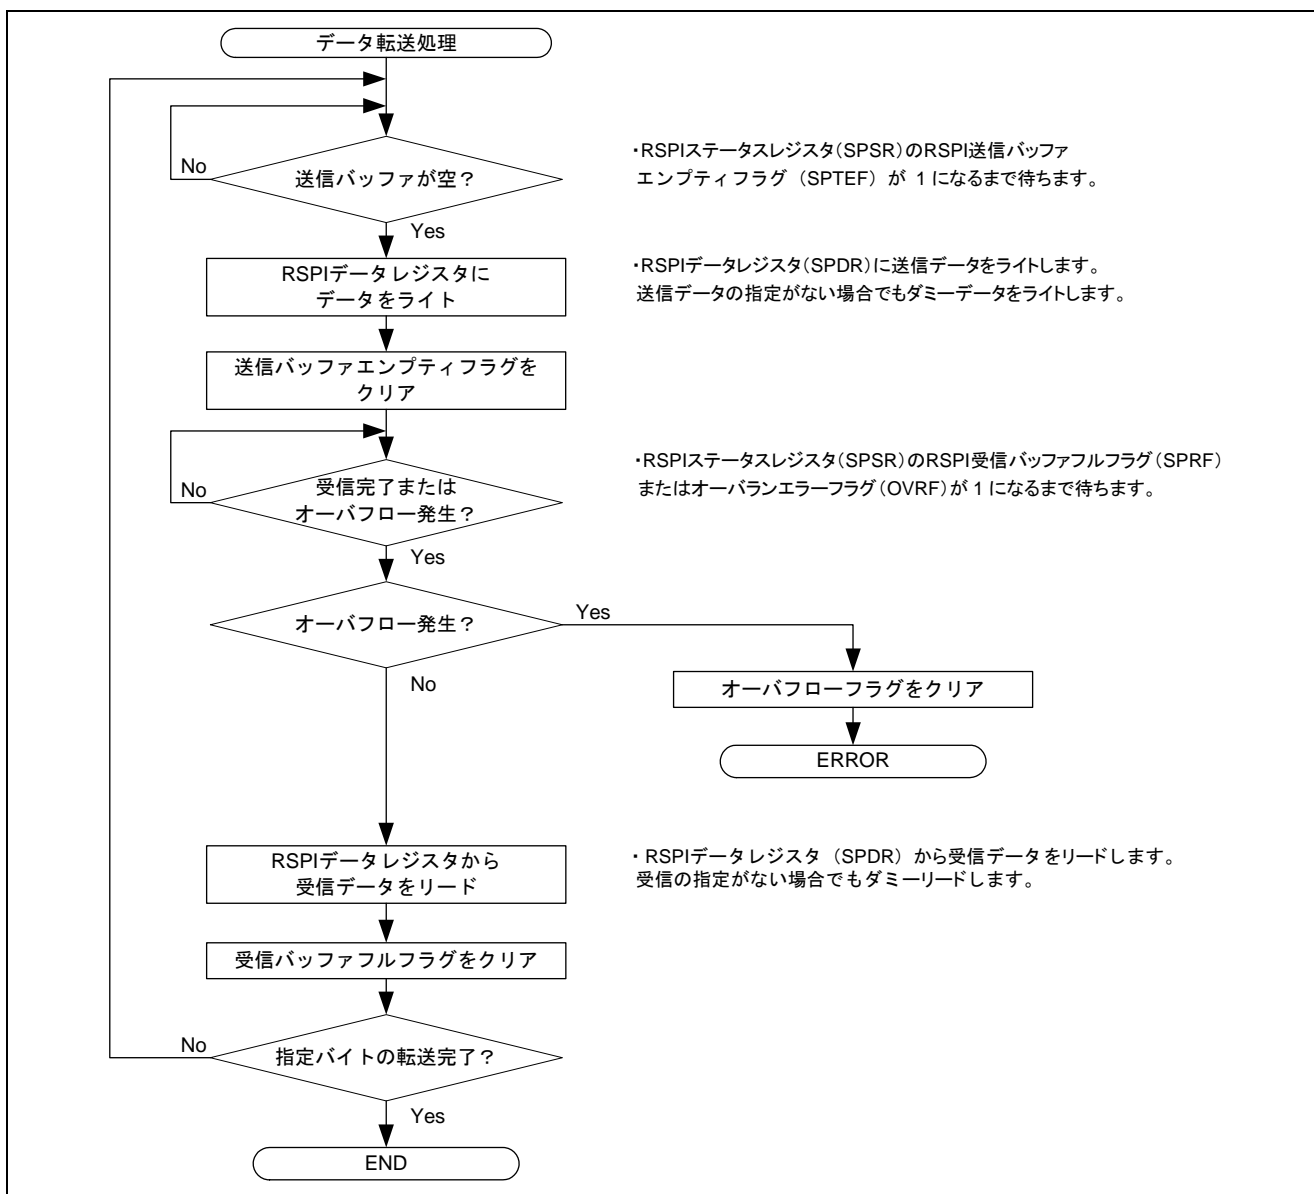 データ転送処理
No
送信バッファが空？
・RSPIステータスレジスタ(SPSR)のRSPI送信バッファ
エンプティフラグ（SPTEF）が 1 になるまで待ちます。
Yes
RSPIデータレジスタに
データをライト
・RSPIデータレジスタ(SPDR)に送信データをライトします。
送信データの指定がない場合でもダミーデータをライトします。
送信バッファエンプティフラグを
クリア
No
受信完了または
オーバフロー発生？
・RSPIステータスレジスタ(SPSR)のRSPI受信バッファフルフラグ(SPRF)
またはオーバランエラーフラグ(OVRF)が 1 になるまで待ちます。
Yes
オーバフロー発生？
Yes
No
オーバフローフラグをクリア
ERROR
RSPIデータレジスタから
受信データをリード
・RSPIデータレジスタ（SPDR）から受信データをリードします。
受信の指定がない場合でもダミーリードします。
受信バッファフルフラグをクリア
No
指定バイトの転送完了？
Yes
END